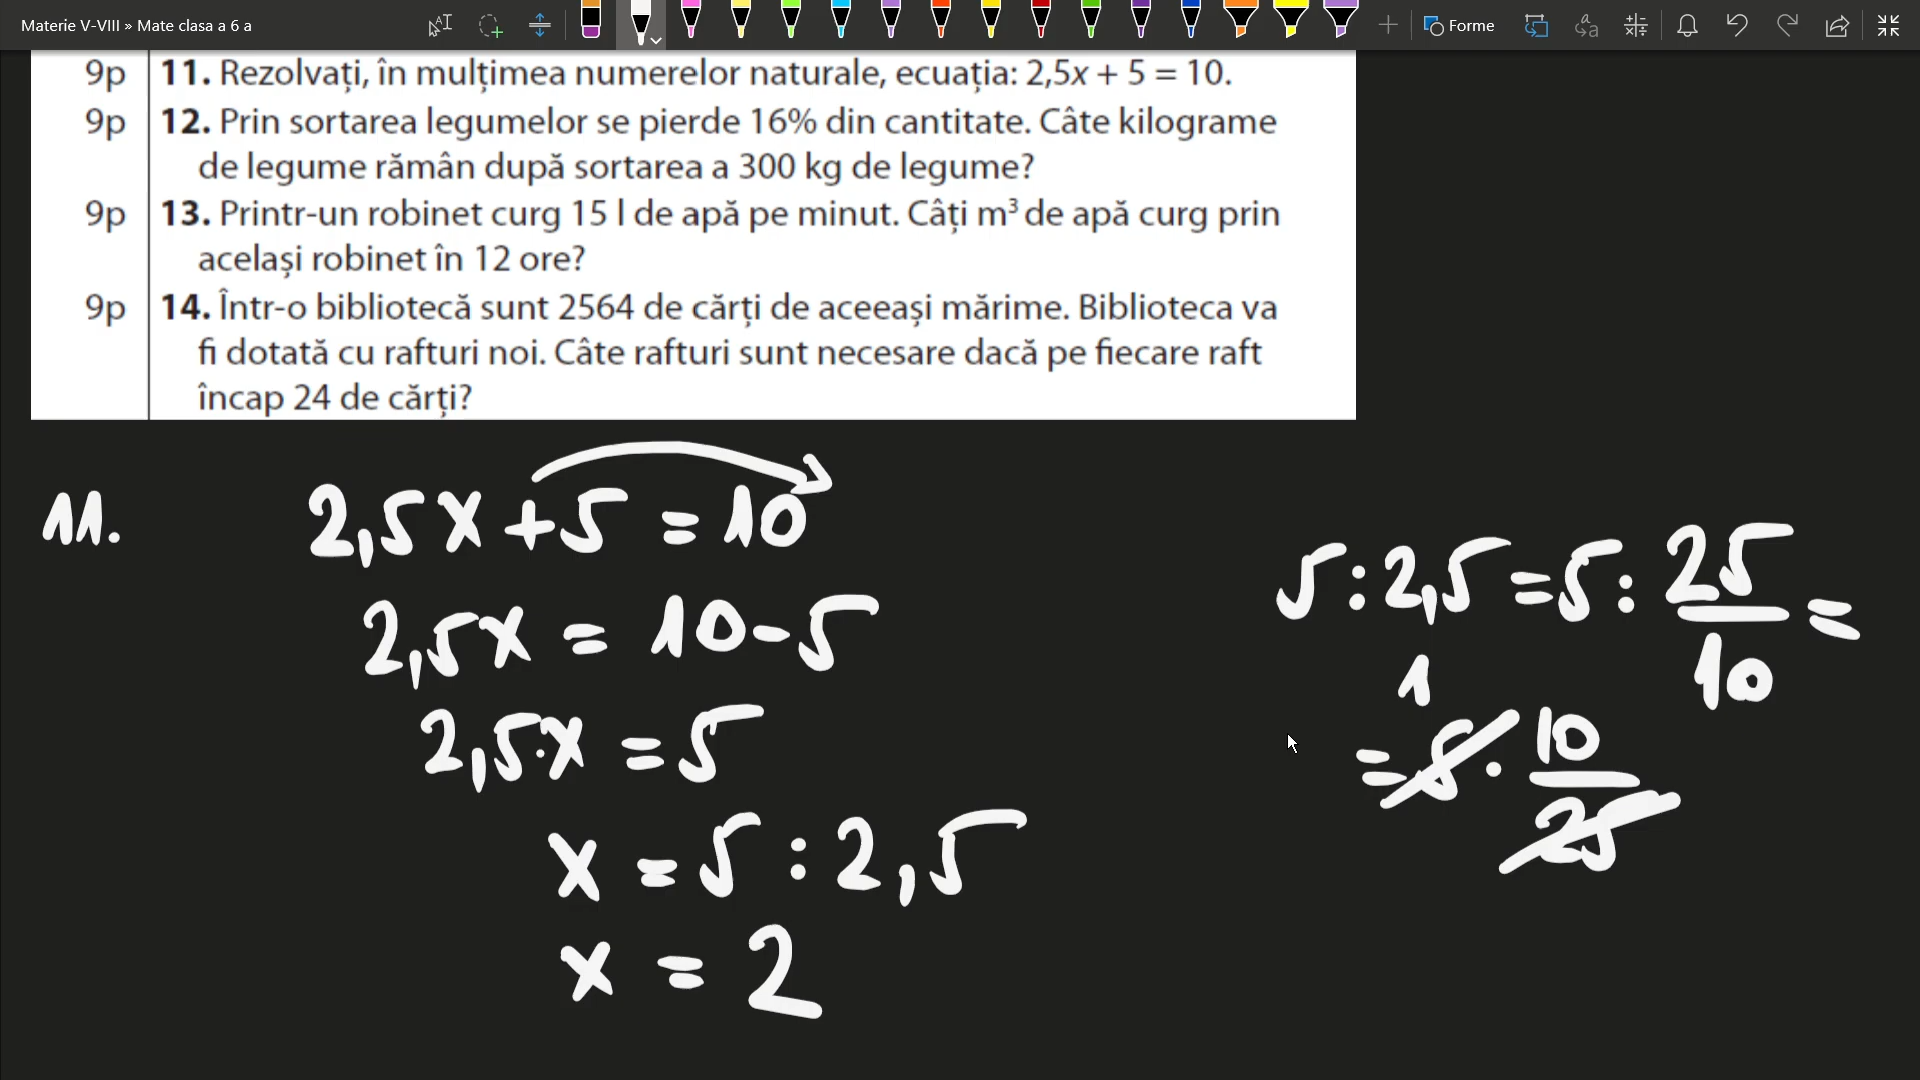 Materie V-VIII » Mate clasa a 6 a
Forme
9p 11. Rezolvați, în mulțimea numerelor naturale, ecuația: 2,5x + 5 = 10.
9p 12. Prin sortarea legumelor se pierde 16% din cantitate. Câte kilograme
de legume rămân după sortarea a 300 kg de legume?
9p 13. Printr-un robinet curg 15 l de apă pe minut. Câți m³ de apă curg prin
același robinet în 12 ore?
9p 14. Într-o bibliotecă sunt 2564 de cărți de aceeași mărime. Biblioteca va
fi dotată cu rafturi noi. Câte rafturi sunt necesare dacă pe fiecare raft
încap 24 de cărți?
11. 2,5x + 5 = 10
2,5x = 10 - 5
2,5·x = 5
x = 5 : 2,5
x = 2
5 : 2,5 = 5 : 25/10 =
1
= 5 · 10/25